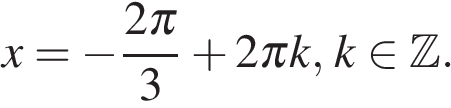 x = −2π/3 + 2πk, k ∈ ℤ.